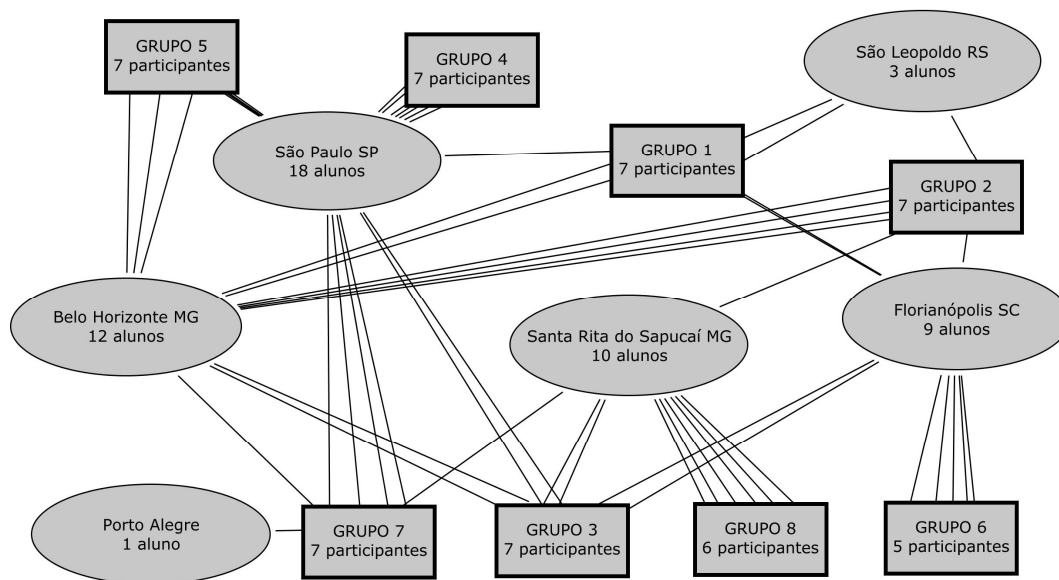 GRUPO 5
7 participantes
GRUPO 4
7 participantes
São Leopoldo RS
3 alunos
São Paulo SP
18 alunos
GRUPO 1
7 participantes
GRUPO 2
7 participantes
Belo Horizonte MG
12 alunos
Santa Rita do Sapucaí MG
10 alunos
Florianópolis SC
9 alunos
Porto Alegre
1 aluno
GRUPO 7
7 participantes
GRUPO 3
7 participantes
GRUPO 8
6 participantes
GRUPO 6
5 participantes